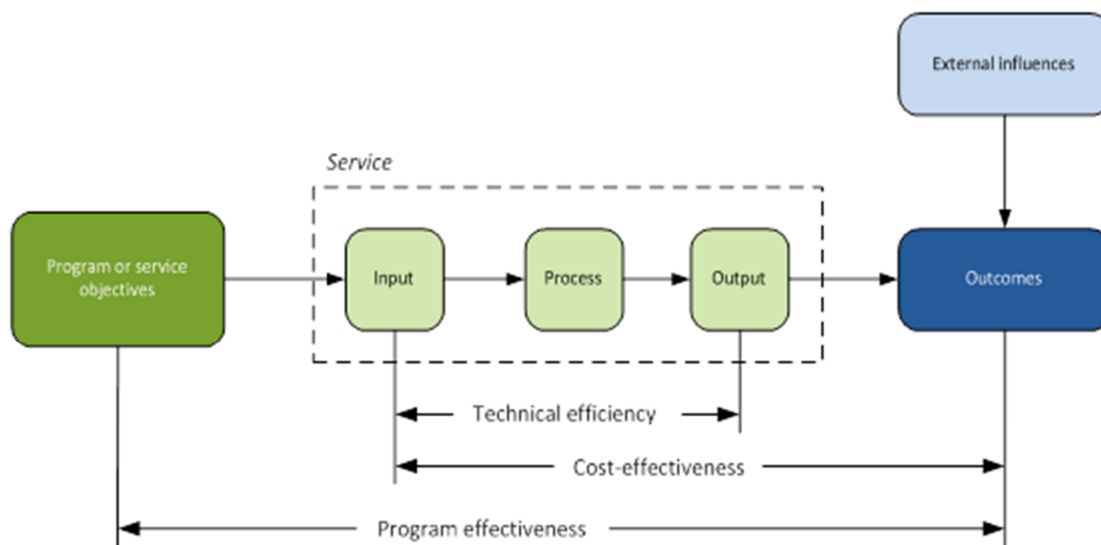 External influences
Service
Program or service
objectives
Input
Process
Output
Outcomes
Technical efficiency
Cost-effectiveness
Program effectiveness